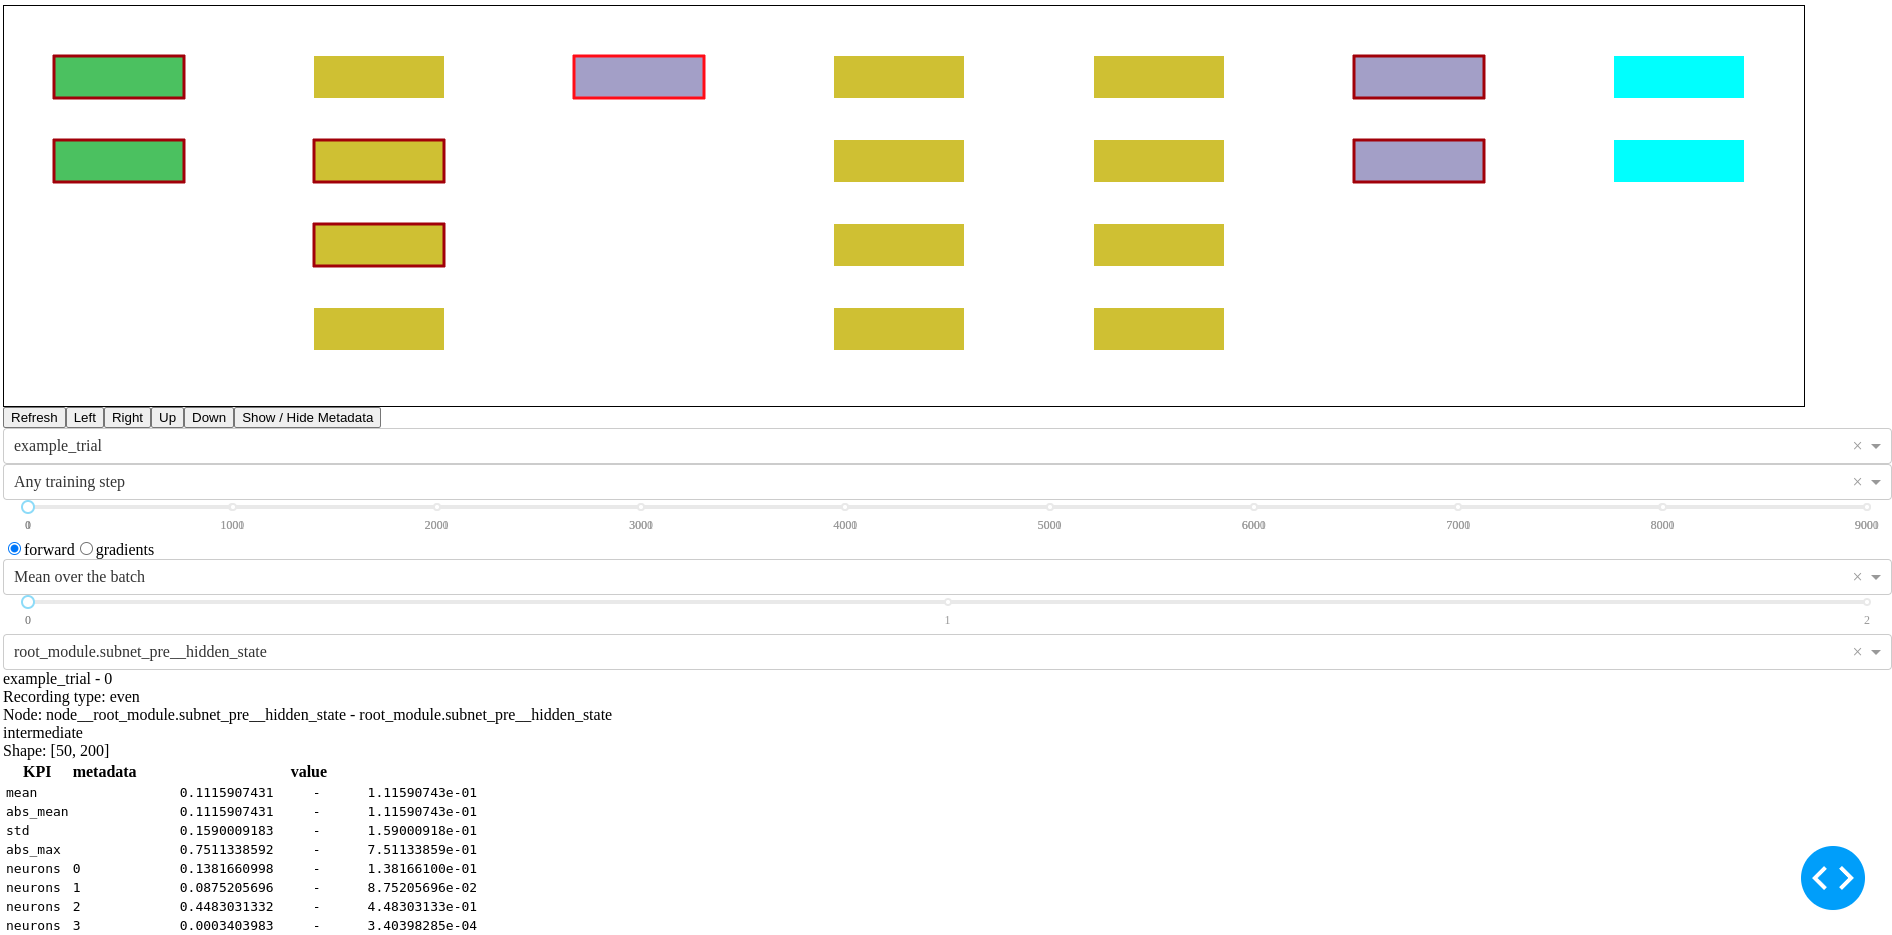 Refresh Left Right Up Down Show / Hide Metadata
example_trial × 
Any training step ×
0 1000 2000 3000 4000 5000 6000 7000 8000 9000
forward gradients
Mean over the batch ×
0 1 2
root_module.subnet_pre__hidden_state ×
example_trial - 0
Recording type: even
Node: node__root_module.subnet_pre__hidden_state - root_module.subnet_pre__hidden_state
intermediate
Shape: [50, 200]
KPI metadata value
mean 0.1115907431 - 1.11590743e-01
abs_mean 0.1115907431 - 1.11590743e-01
std 0.1590009183 - 1.59000918e-01
abs_max 0.7511338592 - 7.51133859e-01
neurons 0 0.1381660998 - 1.38166100e-01
neurons 1 0.0875205696 - 8.75205696e-02
neurons 2 0.4483031332 - 4.48303133e-01
neurons 3 0.0003403983 - 3.40398285e-04